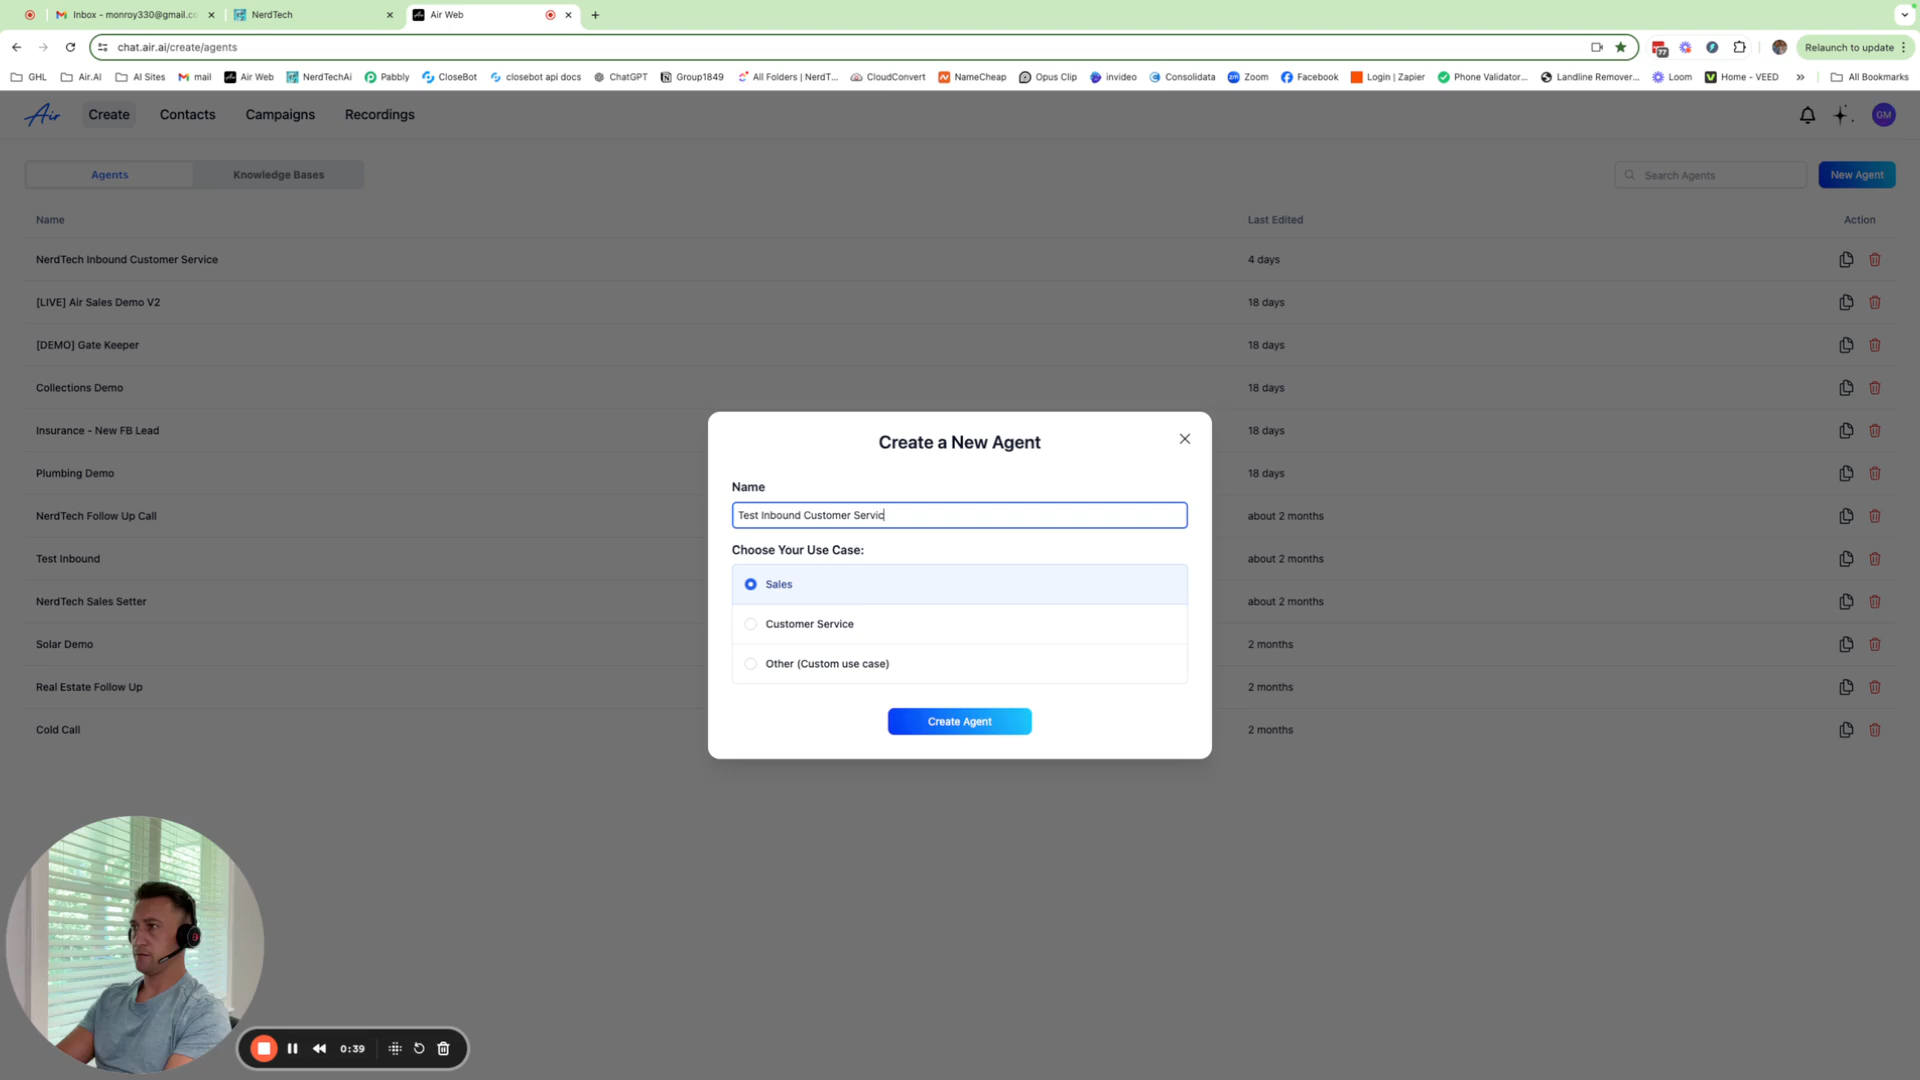 Inbox - monroy330@gmail.co
NerdTech
Air Web
chat.air.ai/create/agents
77
Relaunch to update
GHL
Air.AI
AI Sites
mail
Air Web
NerdTechAi
Pabbly
CloseBot
closebot api docs
ChatGPT
Group1849
All Folders | NerdT...
CloudConvert
NameCheap
Opus Clip
invideo
Consolidata
Zoom
Facebook
Login | Zapier
Phone Validator...
Landline Remover...
Loom
Home - VEED
»
All Bookmarks
Air
Create
Contacts
Campaigns
Recordings
GM
Agents
Knowledge Bases
Search Agents
New Agent
Name
Last Edited
Action
NerdTech Inbound Customer Service
4 days
[LIVE] Air Sales Demo V2
18 days
[DEMO] Gate Keeper
18 days
Collections Demo
18 days
Insurance - New FB Lead
18 days
Plumbing Demo
18 days
NerdTech Follow Up Call
about 2 months
Test Inbound
about 2 months
NerdTech Sales Setter
about 2 months
Solar Demo
2 months
Real Estate Follow Up
2 months
Cold Call
2 months
Create a New Agent
Name
Test Inbound Customer Servic
Choose Your Use Case:
Sales
Customer Service
Other (Custom use case)
Create Agent
0:39